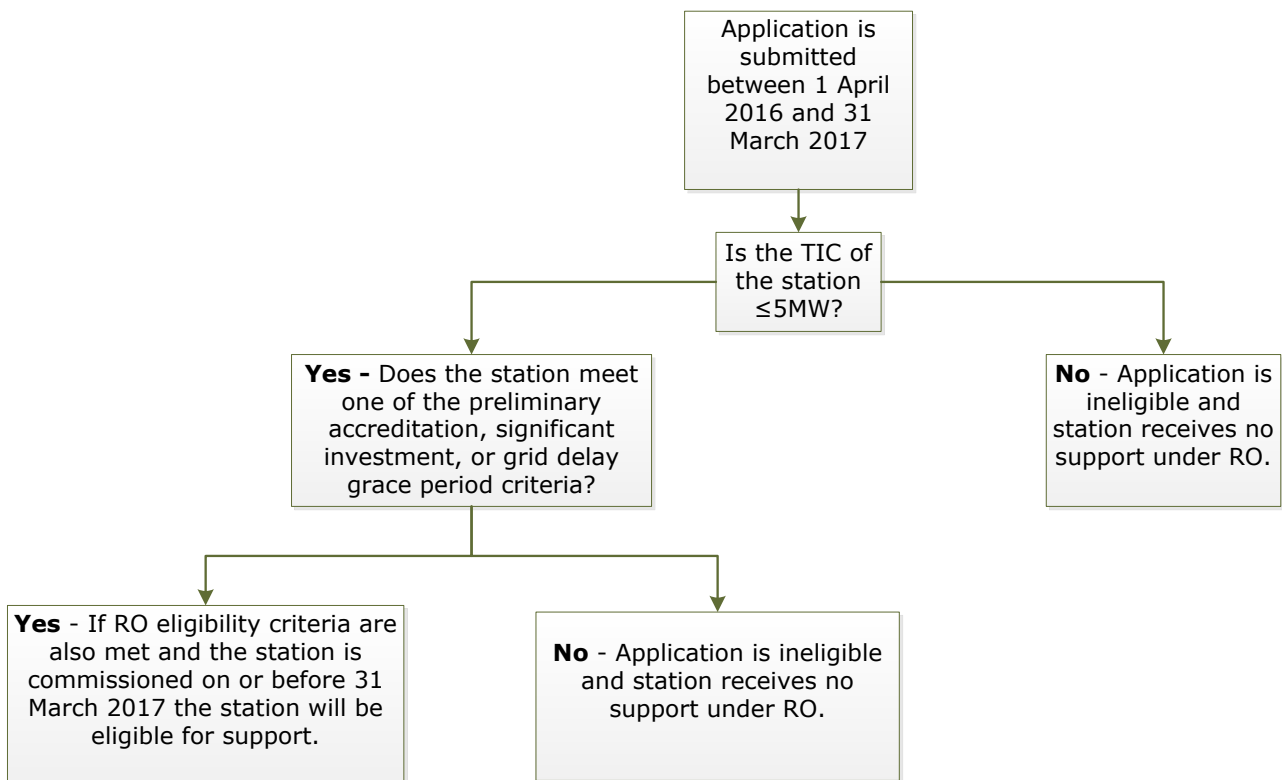 Application is
submitted
between 1 April
2016 and 31
March 2017
Is the TIC of
the station
≤5MW?
Yes - Does the station meet
one of the preliminary
accreditation, significant
investment, or grid delay
grace period criteria?
No - Application is
ineligible and
station receives no
support under RO.
Yes - If RO eligibility criteria are
also met and the station is
commissioned on or before 31
March 2017 the station will be
eligible for support.
No - Application is ineligible
and station receives no
support under RO.